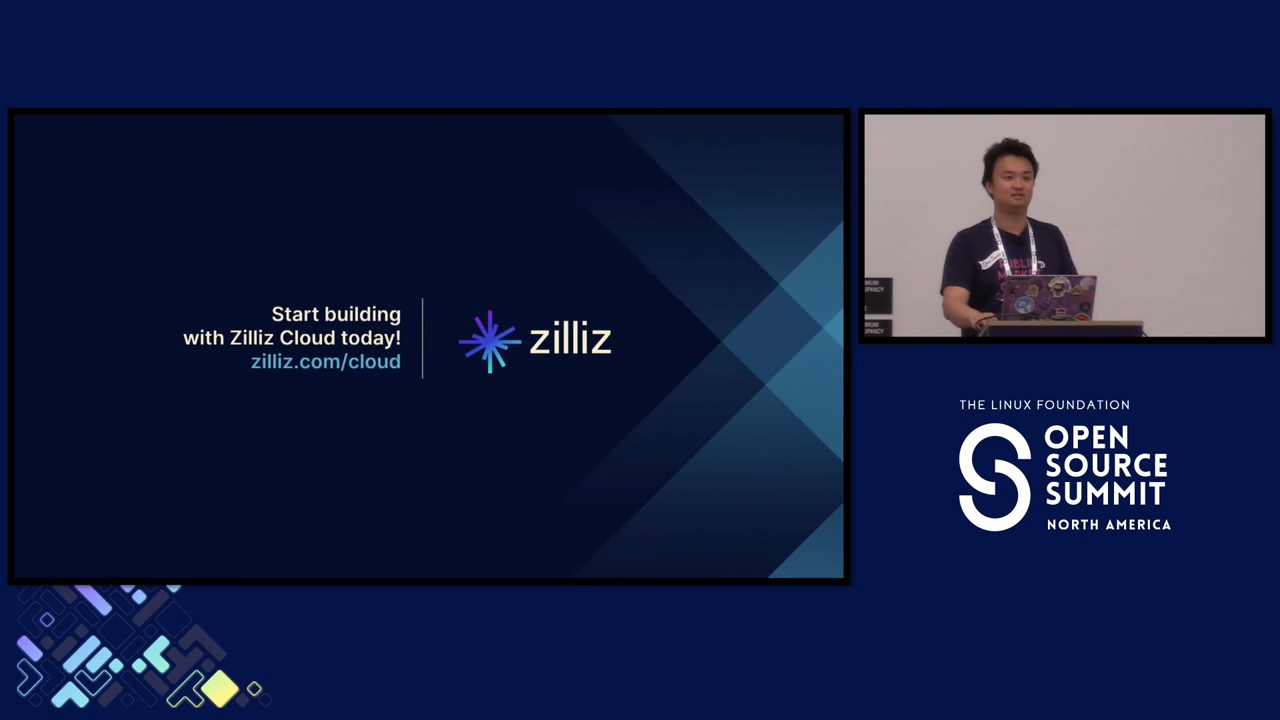 Start building
with Zilliz Cloud today!
zilliz.com/cloud
zilliz
THE LINUX FOUNDATION
OPEN
SOURCE
SUMMIT
NORTH AMERICA